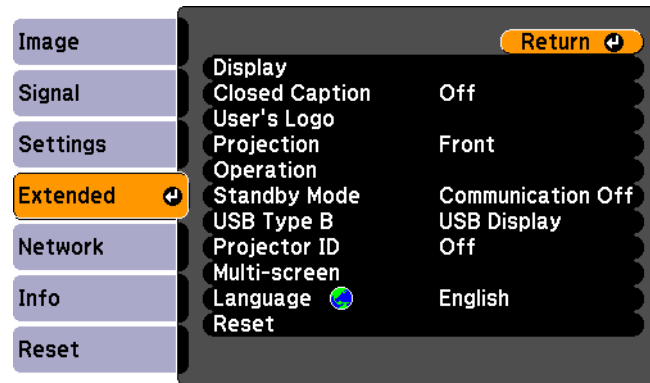 Image
Signal
Settings
Extended
Network
Info
Reset
Return
Display
Closed Caption Off
User's Logo
Projection Front
Operation
Standby Mode Communication Off
USB Type B USB Display
Projector ID Off
Multi-screen
Language English
Reset